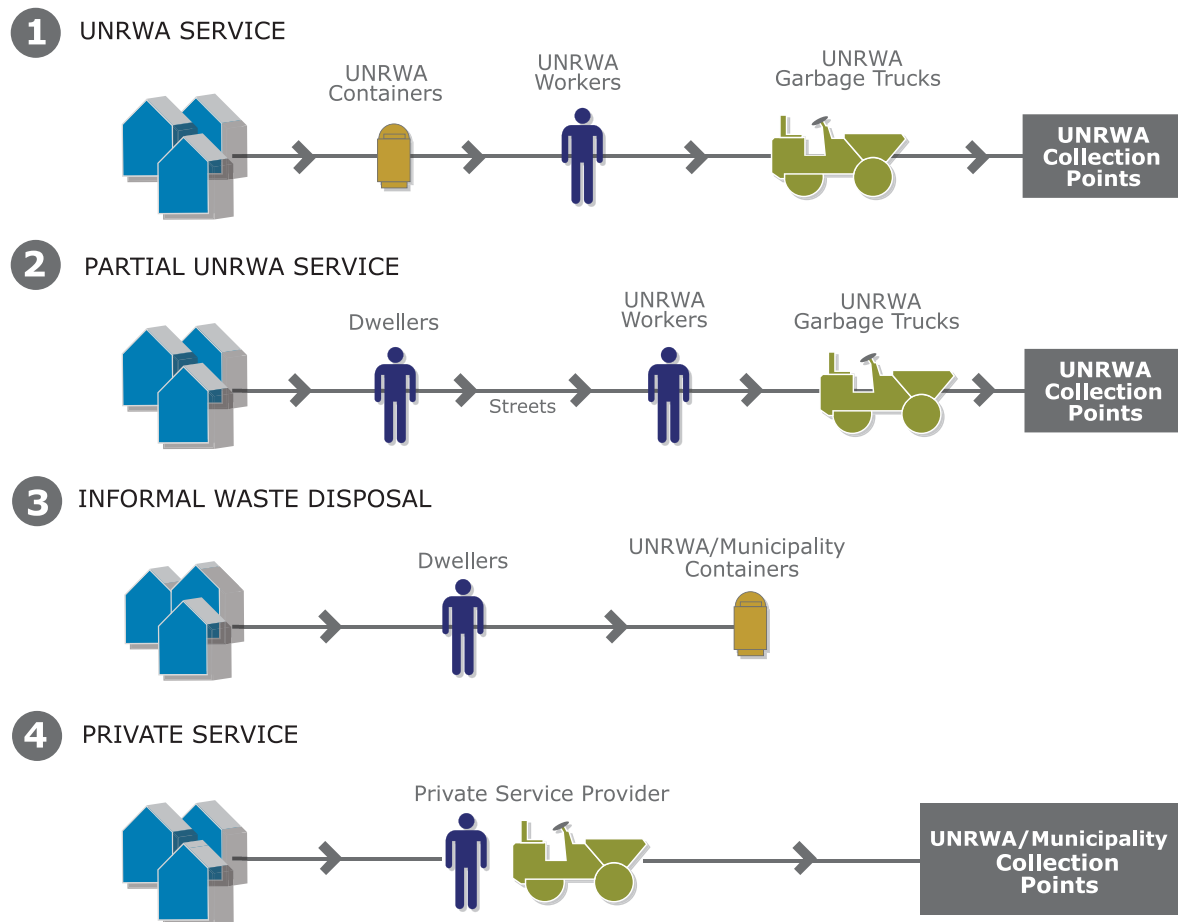 1 UNRWA SERVICE
UNRWA
Containers
UNRWA
Workers
UNRWA
Garbage Trucks
UNRWA
Collection
Points
2 PARTIAL UNRWA SERVICE
Dwellers
Streets
UNRWA
Workers
UNRWA
Garbage Trucks
UNRWA
Collection
Points
3 INFORMAL WASTE DISPOSAL
Dwellers
UNRWA/Municipality
Containers
4 PRIVATE SERVICE
Private Service Provider
UNRWA/Municipality
Collection
Points